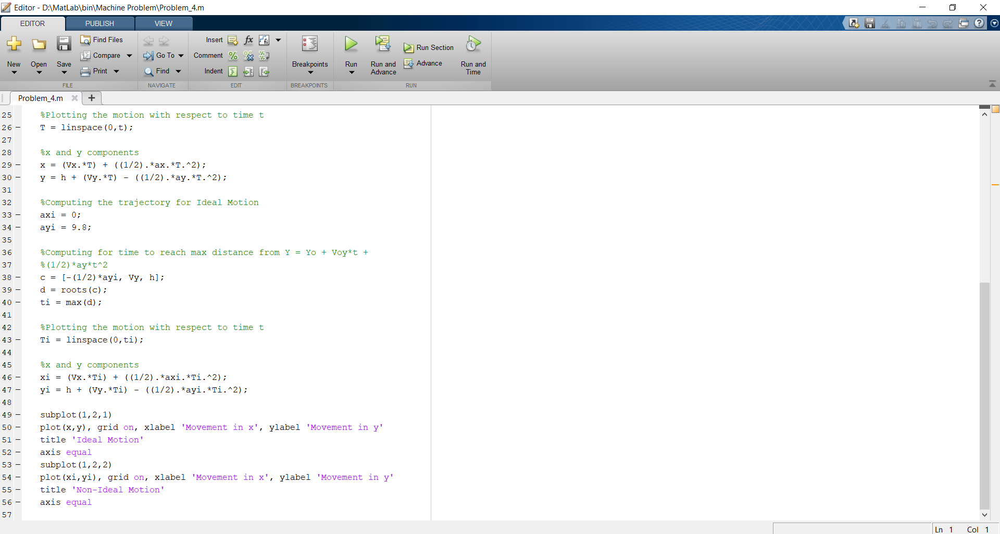 Editor - D:\MatLab\bin\Machine Problem\Problem_4.m
EDITOR PUBLISH VIEW
New
Open
Save
Find Files
Compare
Print
FILE
Go To
Find
NAVIGATE
Insert fx
Comment
Indent
EDIT
Breakpoints
BREAKPOINTS
Run
Run and
Advance
Run Section
Advance
Run and
Time
RUN
Problem_4.m
25 %Plotting the motion with respect to time t
26 – T = linspace(0,t);
27
28 %x and y components
29 – x = (Vx.*T) + ((1/2).*ax.*T.^2);
30 – y = h + (Vy.*T) - ((1/2).*ay.*T.^2);
31
32 %Computing the trajectory for Ideal Motion
33 – axi = 0;
34 – ayi = 9.8;
35
36 %Computing for time to reach max distance from Y = Yo + Voy*t +
37 %(1/2)*ay*t^2
38 – c = [-(1/2)*ayi, Vy, h];
39 – d = roots(c);
40 – ti = max(d);
41
42 %Plotting the motion with respect to time t
43 – Ti = linspace(0,ti);
44
45 %x and y components
46 – xi = (Vx.*Ti) + ((1/2).*axi.*Ti.^2);
47 – yi = h + (Vy.*Ti) - ((1/2).*ayi.*Ti.^2);
48
49 – subplot(1,2,1)
50 – plot(x,y), grid on, xlabel 'Movement in x', ylabel 'Movement in y'
51 – title 'Ideal Motion'
52 – axis equal
53 – subplot(1,2,2)
54 – plot(xi,yi), grid on, xlabel 'Movement in x', ylabel 'Movement in y'
55 – title 'Non-Ideal Motion'
56 – axis equal
57
Ln 1 Col 1